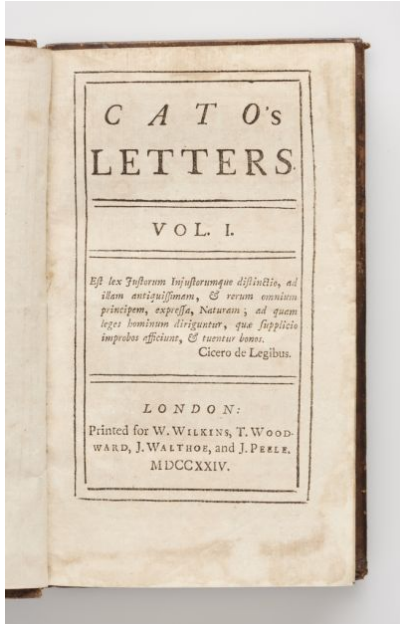 CATO's
LETTERS.
VOL. I.
Eſt lex Juſtorum Injuſtorumque diſtinctio, ad
illam antiquiſſimam, & rerum omnium
principem, expreſſa, Naturam; ad quam
leges hominum diriguntur, quæ ſupplicio
improbos afficiunt, & tuentur bonos.
Cicero de Legibus.
LONDON:
Printed for W. WILKINS, T. WOOD-
WARD, J. WALTHOE, and J. PEELE.
MDCCXXIV.